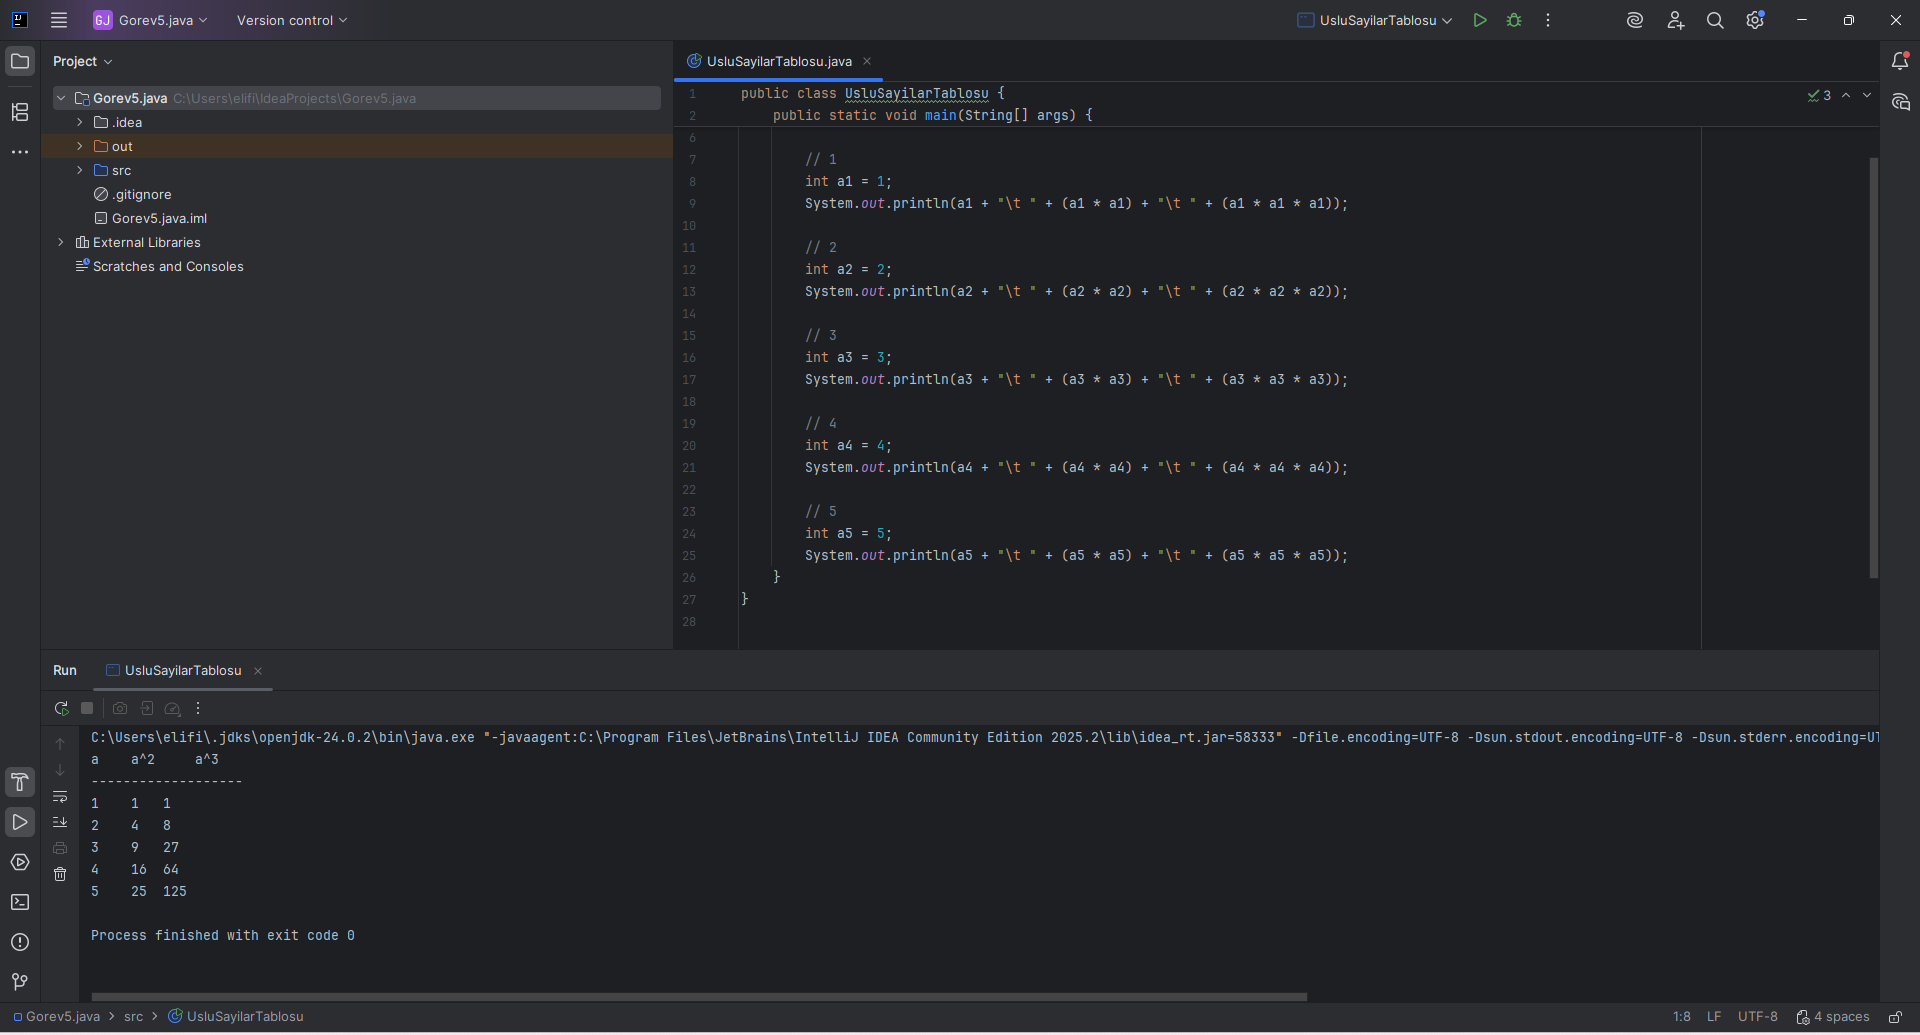 GJ Gorev5.java Version control UsluSayilarTablosu
Project
UsluSayilarTablosu.java
Gorev5.java C:\Users\elifi\IdeaProjects\Gorev5.java
.idea
out
src
.gitignore
Gorev5.java.iml
External Libraries
Scratches and Consoles
3
1 public class UsluSayilarTablosu {
2 public static void main(String[] args) {
6
7 // 1
8 int a1 = 1;
9 System.out.println(a1 + "\t " + (a1 * a1) + "\t " + (a1 * a1 * a1));
10
11 // 2
12 int a2 = 2;
13 System.out.println(a2 + "\t " + (a2 * a2) + "\t " + (a2 * a2 * a2));
14
15 // 3
16 int a3 = 3;
17 System.out.println(a3 + "\t " + (a3 * a3) + "\t " + (a3 * a3 * a3));
18
19 // 4
20 int a4 = 4;
21 System.out.println(a4 + "\t " + (a4 * a4) + "\t " + (a4 * a4 * a4));
22
23 // 5
24 int a5 = 5;
25 System.out.println(a5 + "\t " + (a5 * a5) + "\t " + (a5 * a5 * a5));
26 }
27 }
28
Run UsluSayilarTablosu
C:\Users\elifi\.jdks\openjdk-24.0.2\bin\java.exe "-javaagent:C:\Program Files\JetBrains\IntelliJ IDEA Community Edition 2025.2\lib\idea_rt.jar=58333" -Dfile.encoding=UTF-8 -Dsun.stdout.encoding=UTF-8 -Dsun.stderr.encoding=UT
a a^2 a^3
-------------------
1 1 1
2 4 8
3 9 27
4 16 64
5 25 125
Process finished with exit code 0
Gorev5.java > src > UsluSayilarTablosu 1:8 LF UTF-8 4 spaces